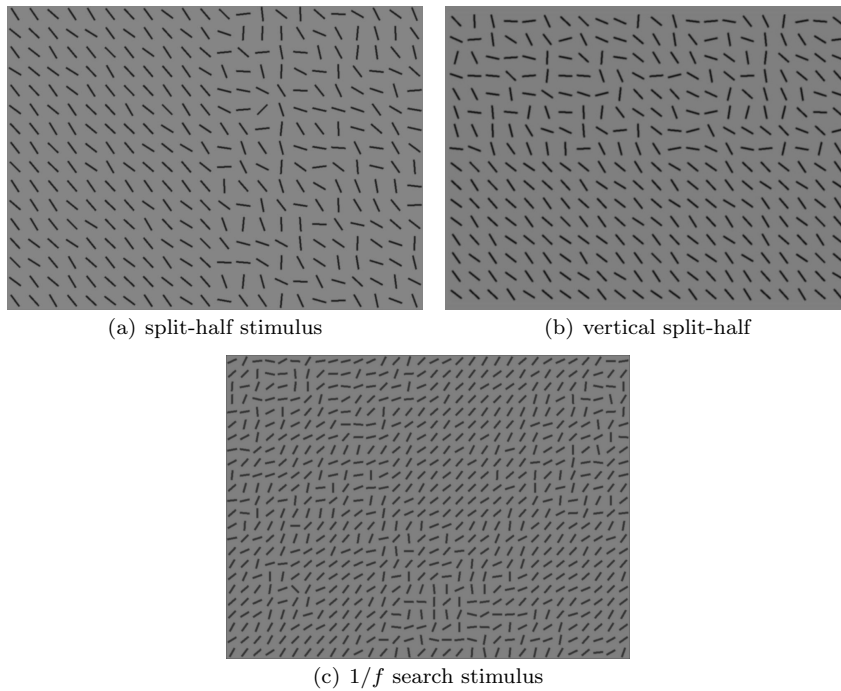 (a) split-half stimulus
(b) vertical split-half
(c) 1/f search stimulus